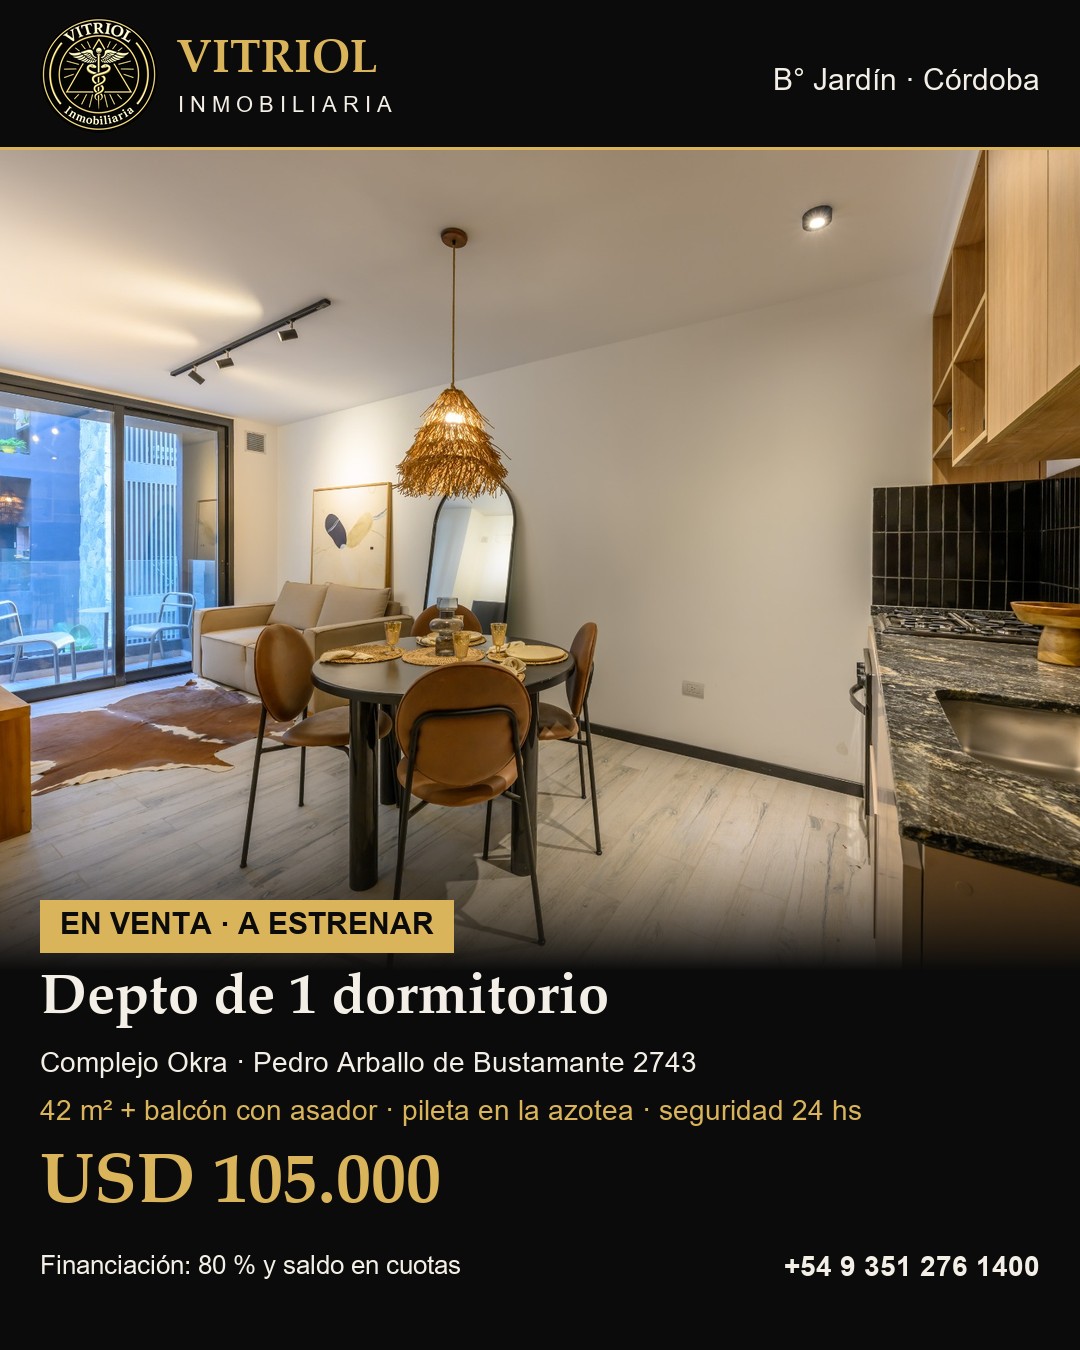 VITRIOL
Inmobiliaria
VITRIOL
INMOBILIARIA
B° Jardín · Córdoba
EN VENTA · A ESTRENAR
Depto de 1 dormitorio
Complejo Okra · Pedro Arballo de Bustamante 2743
42 m² + balcón con asador · pileta en la azotea · seguridad 24 hs
USD 105.000
Financiación: 80 % y saldo en cuotas
+54 9 351 276 1400